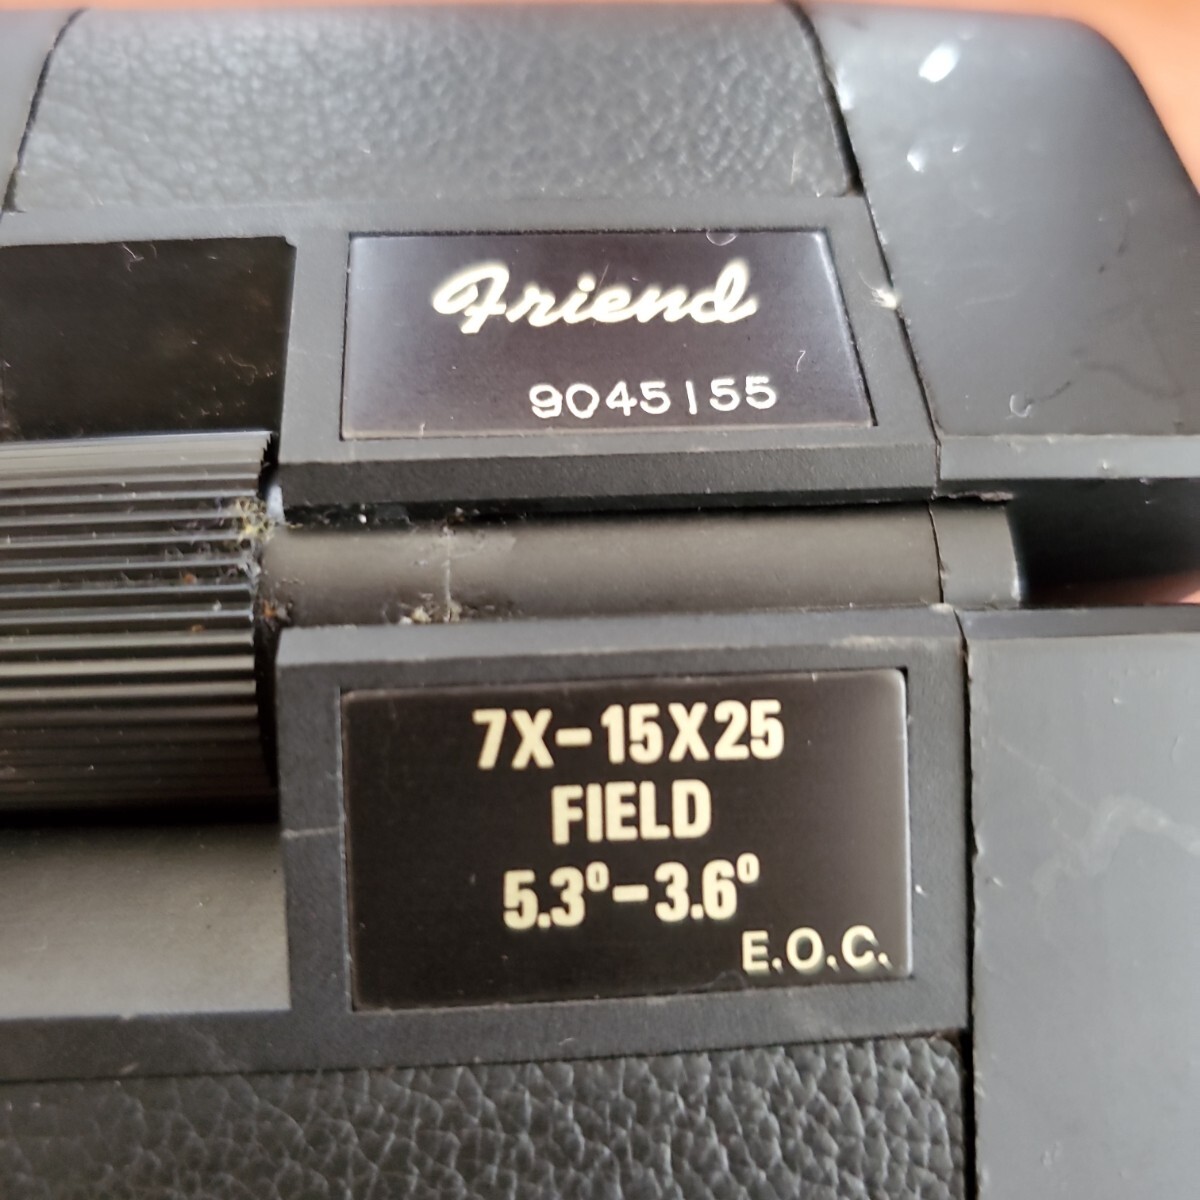 Friend
9045155
7X-15X25
FIELD
5.3°-3.6°
E.O.C.